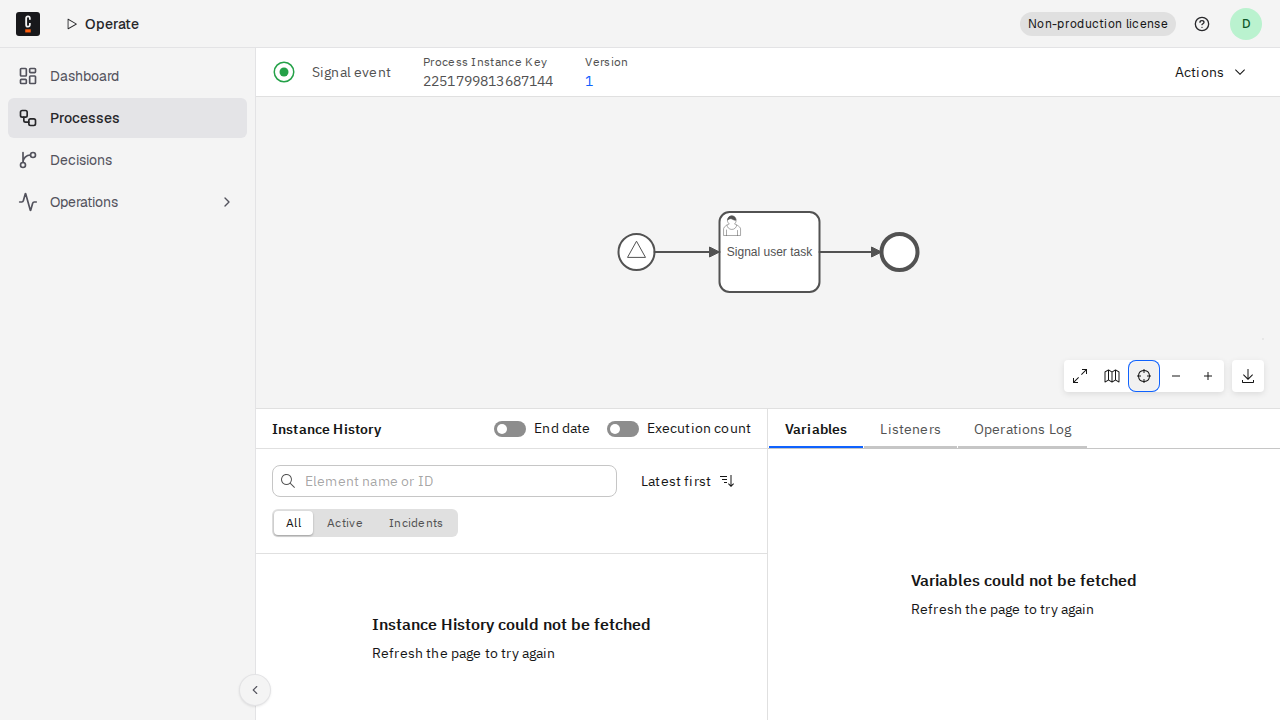 Operate
Non-production license
D
Dashboard
Processes
Decisions
Operations
Signal event
Process Instance Key
2251799813687144
Version
1
Actions
Signal user task
Instance History
End date
Execution count
Element name or ID
Latest first
All
Active
Incidents
Instance History could not be fetched
Refresh the page to try again
Variables
Listeners
Operations Log
Variables could not be fetched
Refresh the page to try again